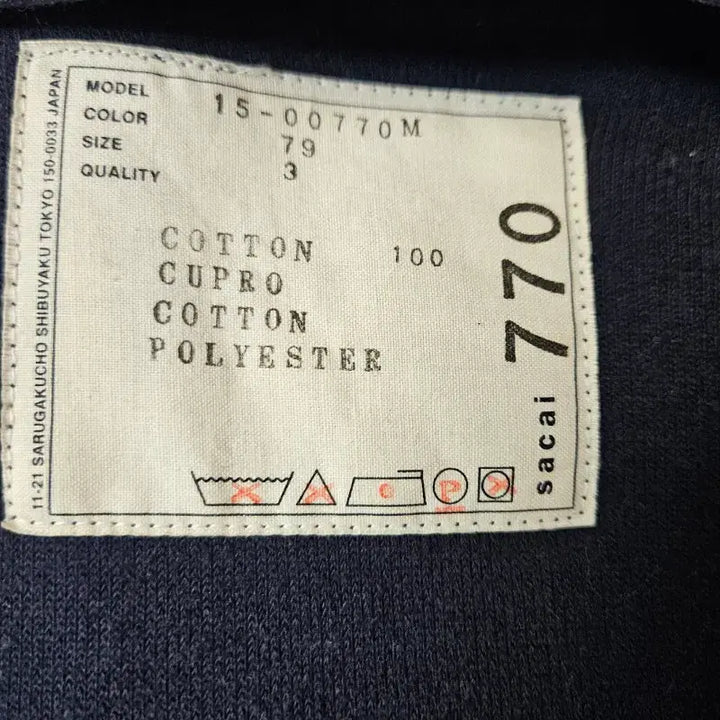 MODEL 15-00770M
COLOR 79
SIZE 3
QUALITY
COTTON 100
CUPRO
COTTON
POLYESTER
P
sacai 770
11-21 SARUGAKUCHO SHIBUYAKU TOKYO 150-0033 JAPAN